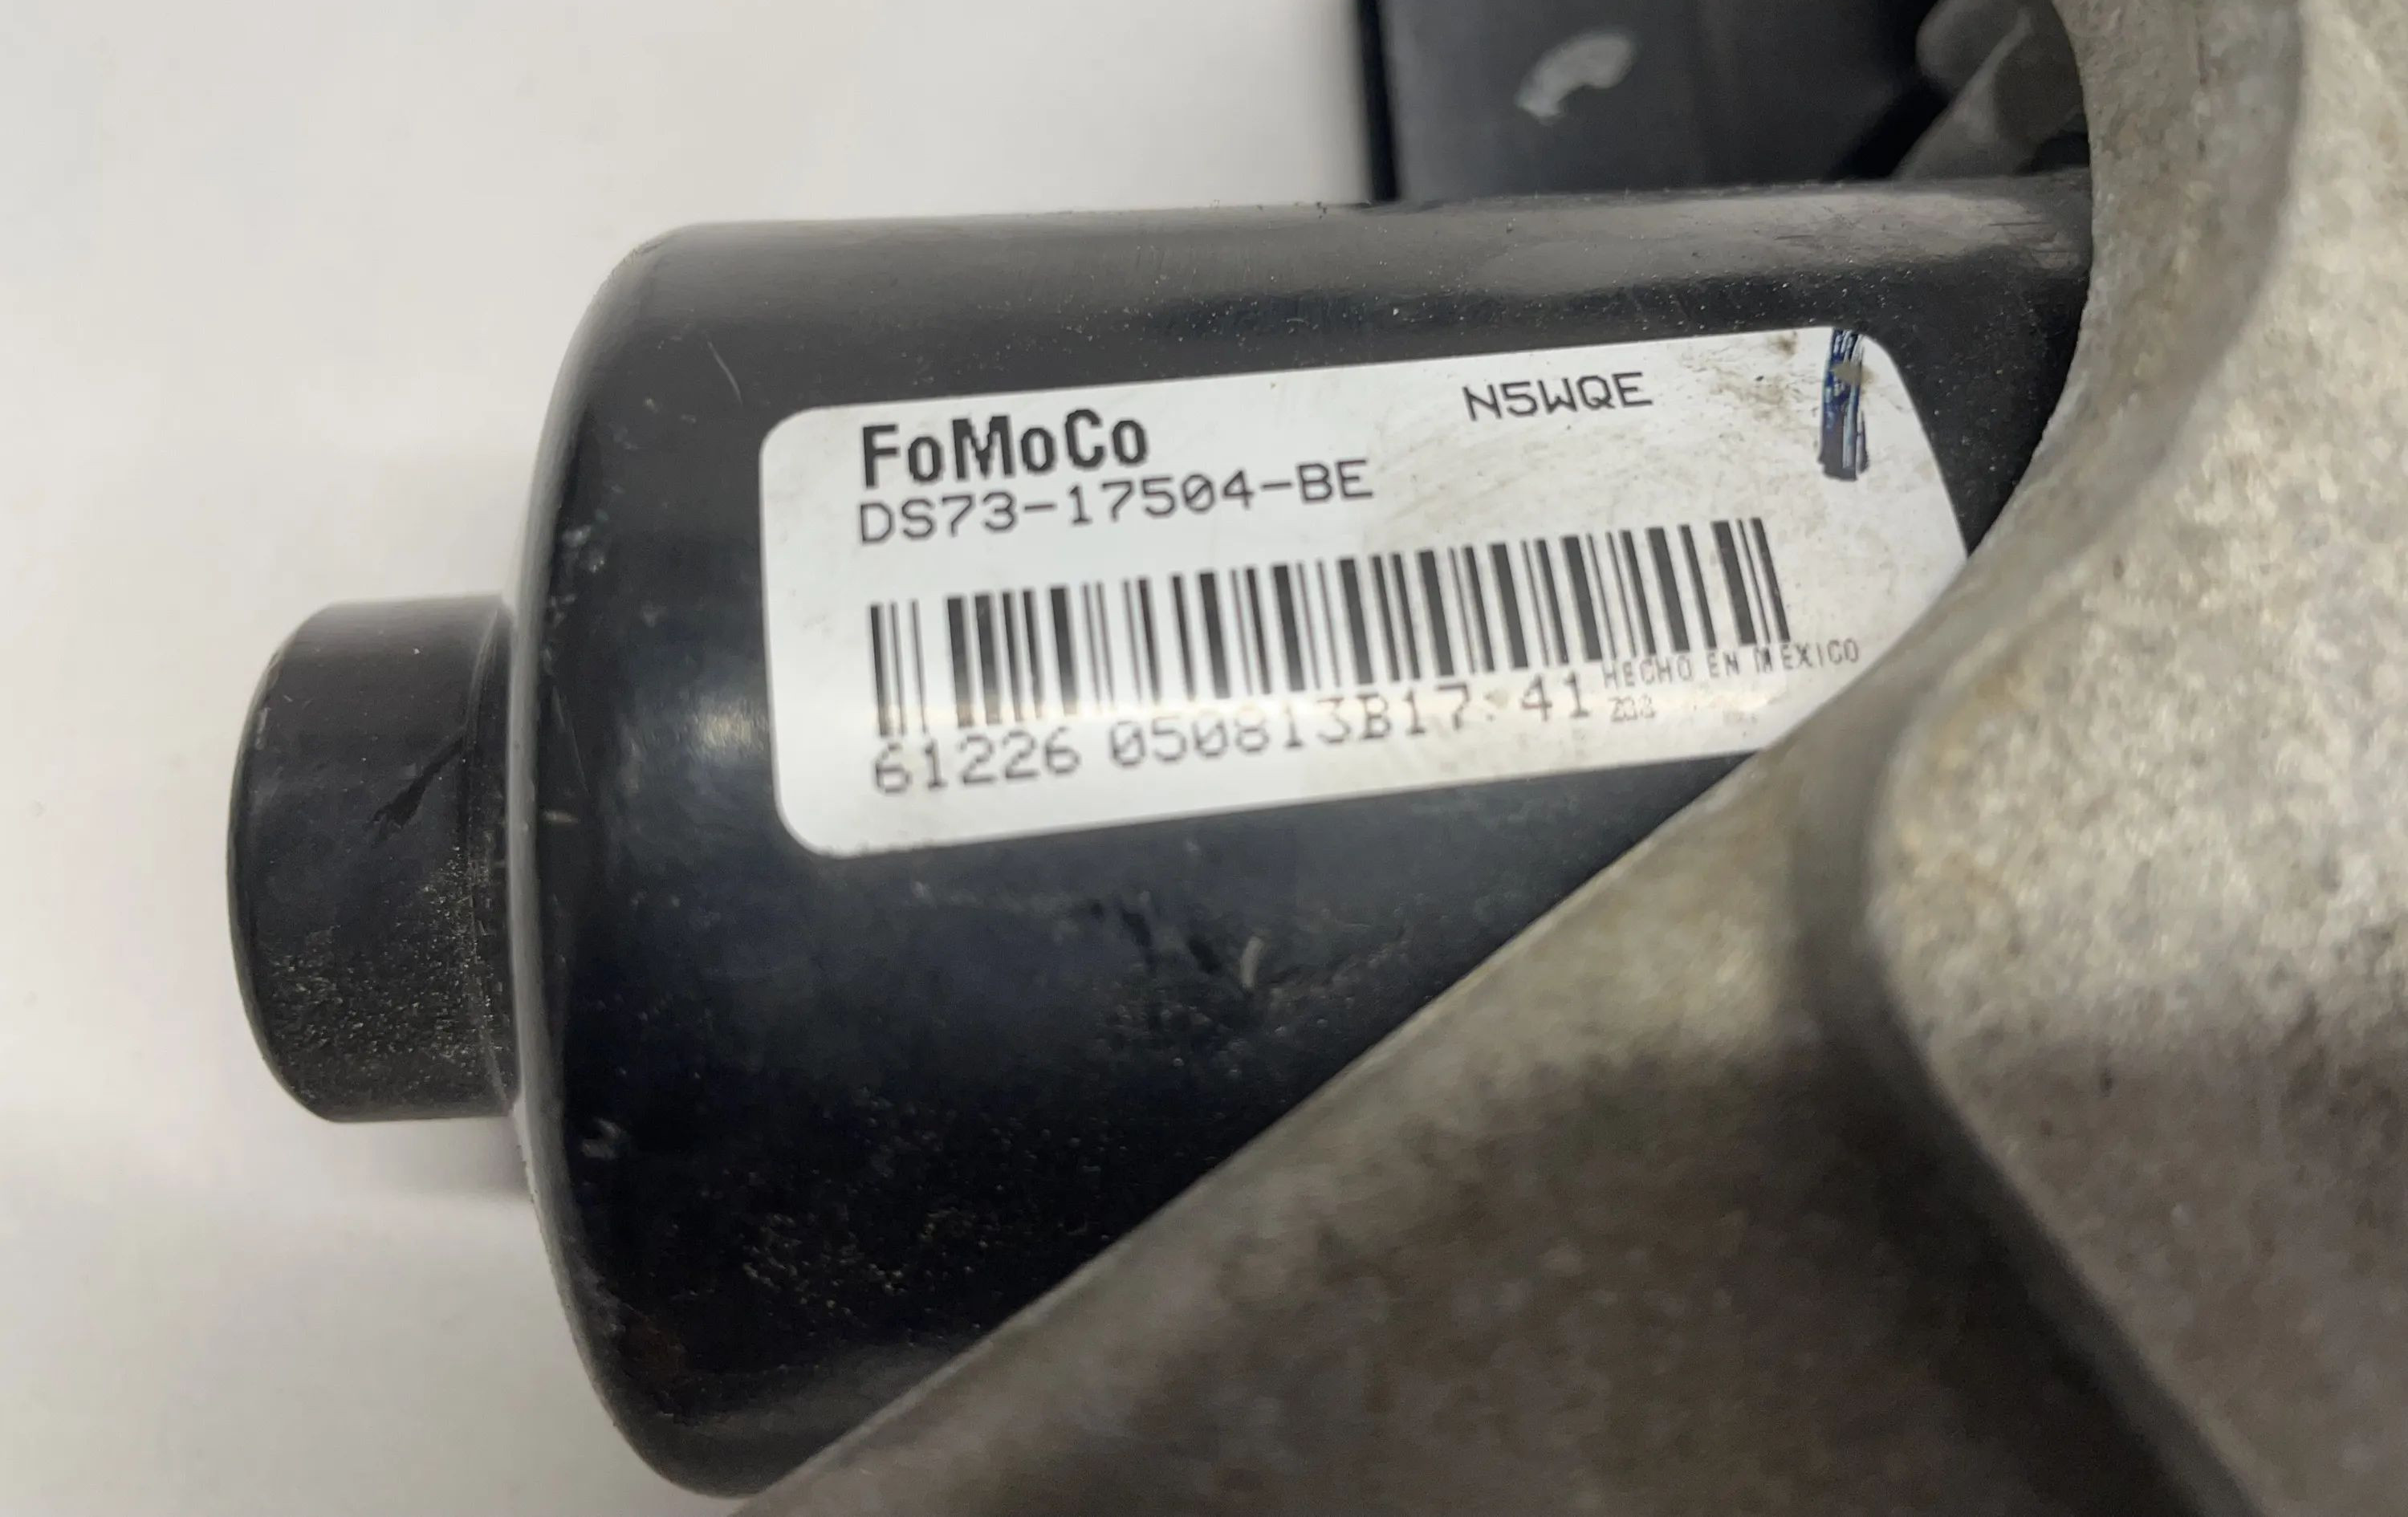 FoMoCo
N5WQE
DS73-17504-BE
61226 050813B17:41
HECHO EN MEXICO